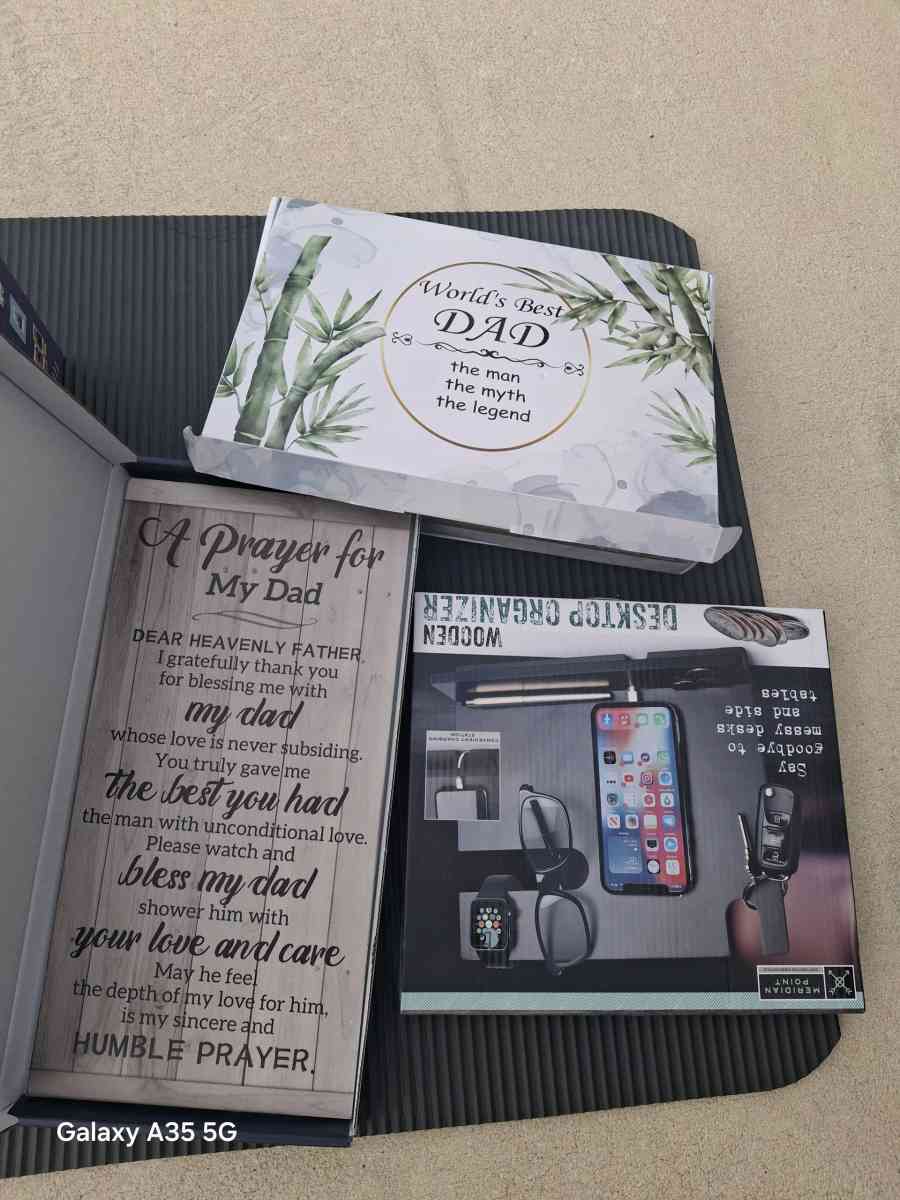 World's Best
DAD
the man
the myth
the legend
A Prayer for
My Dad
DEAR HEAVENLY FATHER,
I gratefully thank you
for blessing me with
my dad
whose love is never subsiding.
You truly gave me
the best you had
the man with unconditional love.
Please watch and
bless my dad
shower him with
your love and care
May he feel
the depth of my love for him,
is my sincere and
HUMBLE PRAYER.
WOODEN
DESKTOP ORGANIZER
Say
goodbye to
messy desks
and side
tables
CONVENIENT CHARGING
STATION
MERIDIAN
POINT
Galaxy A35 5G